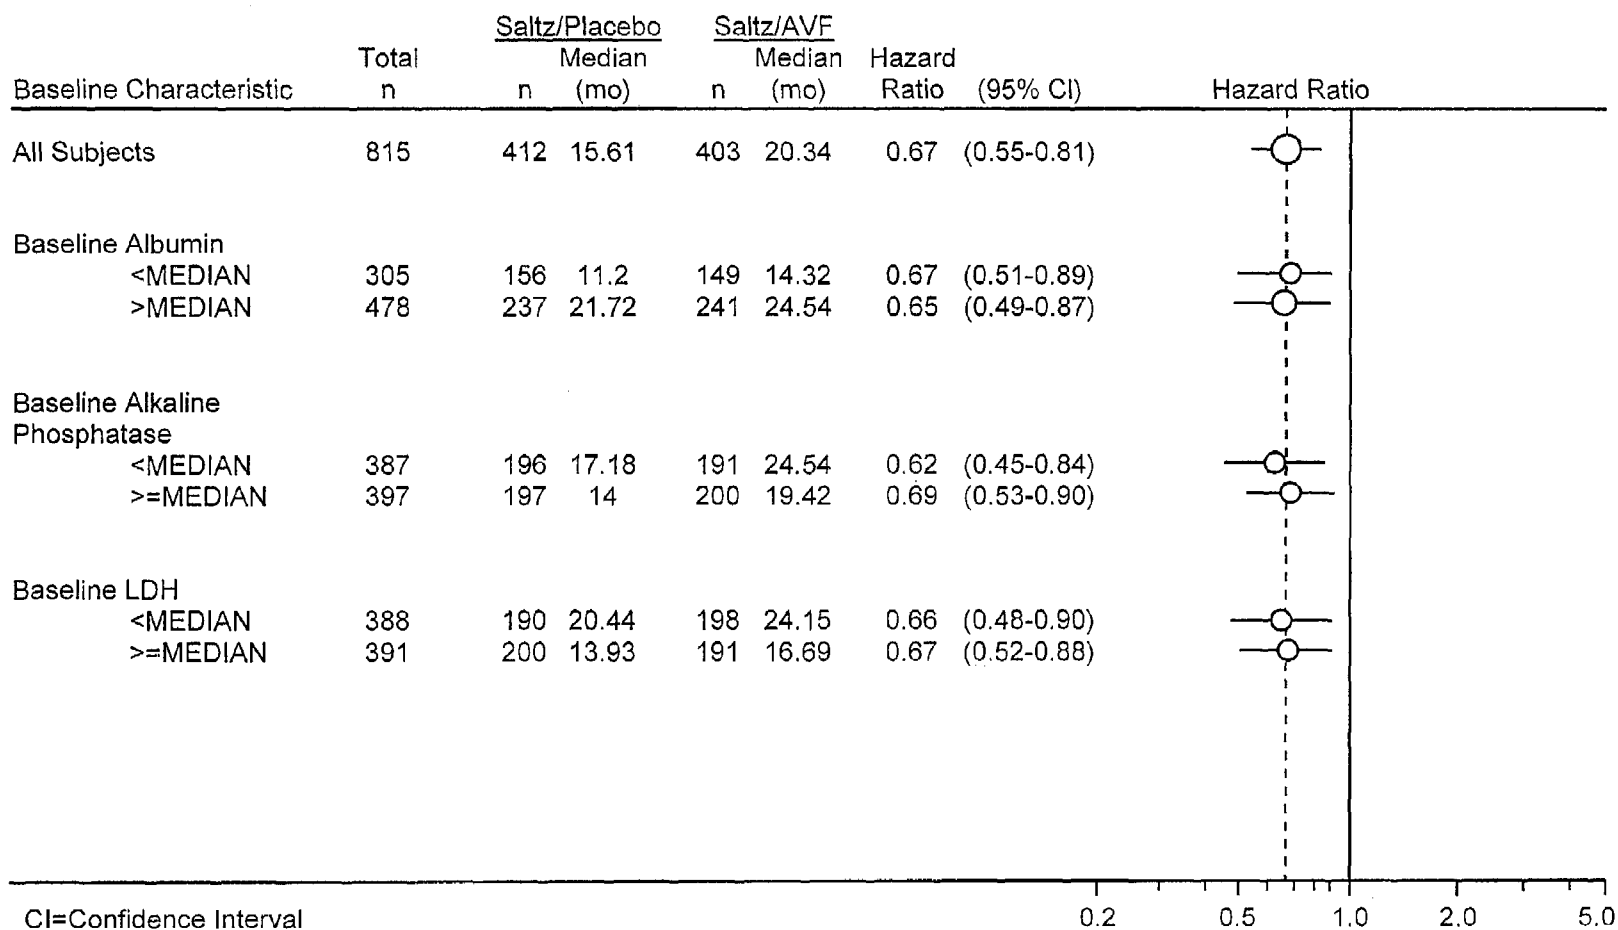 Saltz/Placebo Saltz/AVF
Total Median Median Hazard
Baseline Characteristic n n (mo) n (mo) Ratio (95% CI) Hazard Ratio
All Subjects 815 412 15.61 403 20.34 0.67 (0.55-0.81)
Baseline Albumin
<MEDIAN 305 156 11.2 149 14.32 0.67 (0.51-0.89)
>MEDIAN 478 237 21.72 241 24.54 0.65 (0.49-0.87)
Baseline Alkaline
Phosphatase
<MEDIAN 387 196 17.18 191 24.54 0.62 (0.45-0.84)
>=MEDIAN 397 197 14 200 19.42 0.69 (0.53-0.90)
Baseline LDH
<MEDIAN 388 190 20.44 198 24.15 0.66 (0.48-0.90)
>=MEDIAN 391 200 13.93 191 16.69 0.67 (0.52-0.88)
CI=Confidence Interval 0.2 0.5 1.0 2.0 5.0